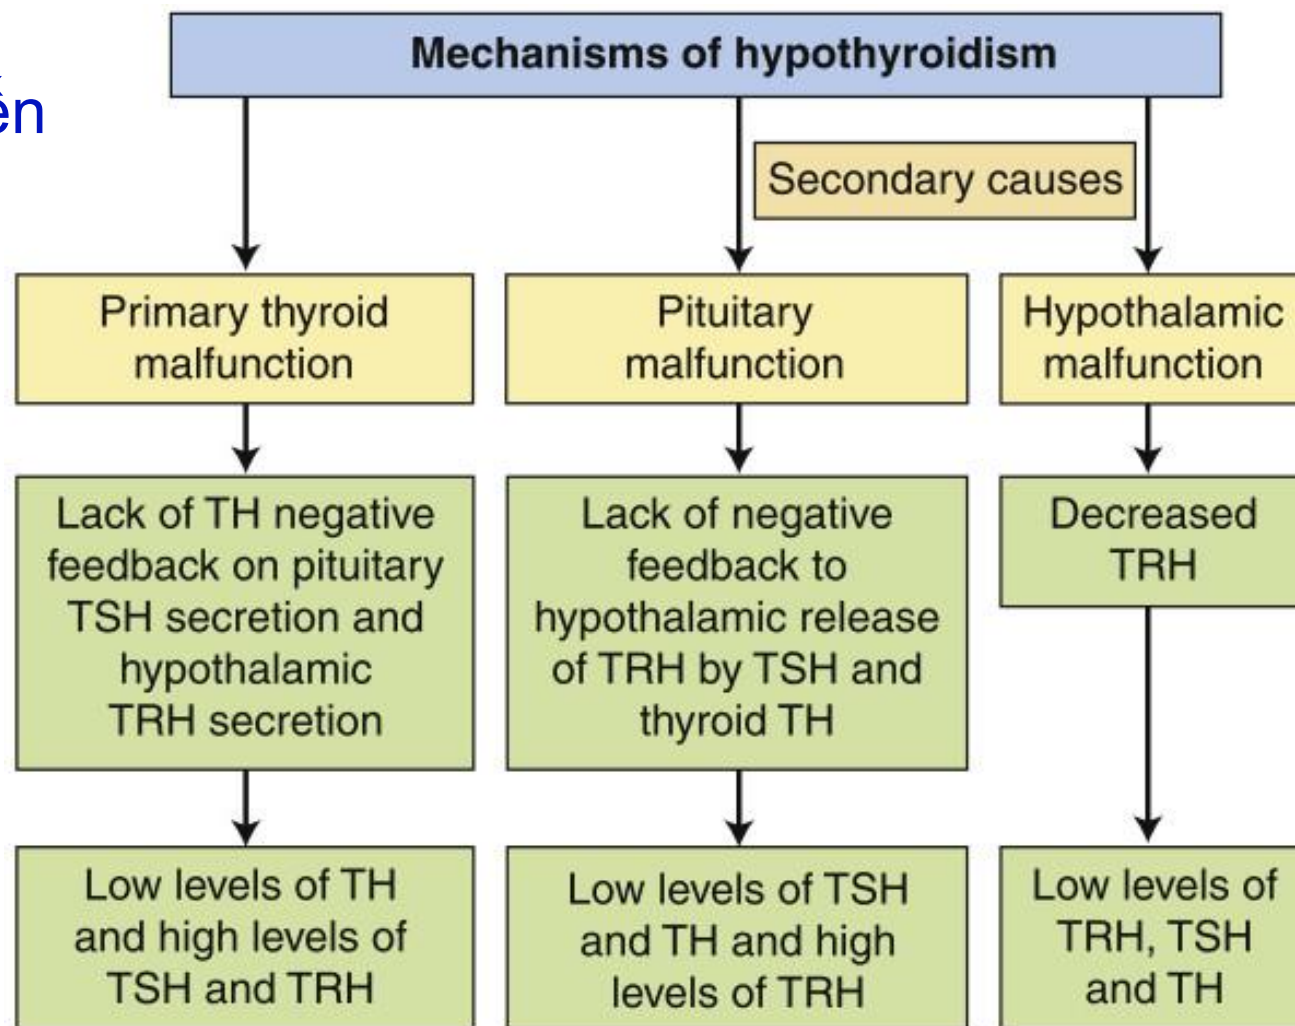 Mechanisms of hypothyroidism
Secondary causes
Primary thyroid
malfunction
Pituitary
malfunction
Hypothalamic
malfunction
Lack of TH negative
feedback on pituitary
TSH secretion and
hypothalamic
TRH secretion
Lack of negative
feedback to
hypothalamic release
of TRH by TSH and
thyroid TH
Decreased
TRH
Low levels of TH
and high levels of
TSH and TRH
Low levels of TSH
and TH and high
levels of TRH
Low levels of
TRH, TSH
and TH